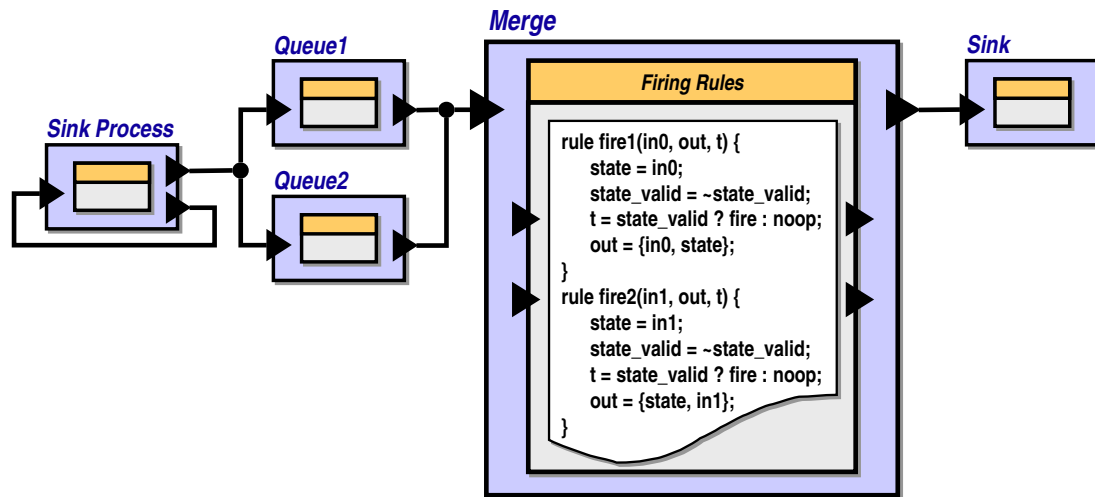 Merge
Queue1
Sink
Firing Rules
Sink Process
rule fire1(in0, out, t) {
state = in0;
state_valid = ~state_valid;
t = state_valid ? fire : noop;
out = {in0, state};
}
Queue2
rule fire2(in1, out, t) {
state = in1;
state_valid = ~state_valid;
t = state_valid ? fire : noop;
out = {state, in1};
}